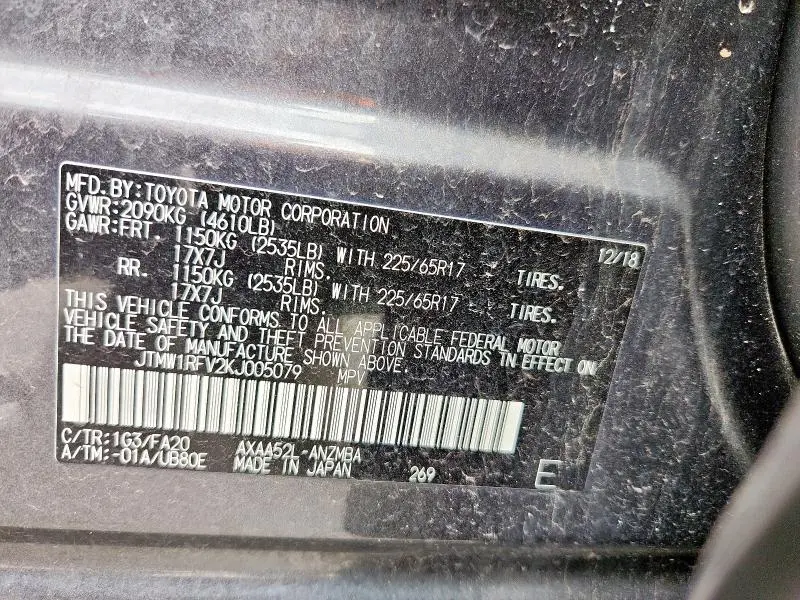 MFD. BY: TOYOTA MOTOR CORPORATION 12/18
GVWR: 2090KG (4610LB)
GAWR: FRT. 1150KG (2535LB) WITH 225/65R17 TIRES.
17X7J RIMS.
RR. 1150KG (2535LB) WITH 225/65R17 TIRES.
17X7J RIMS.
THIS VEHICLE CONFORMS TO ALL APPLICABLE FEDERAL MOTOR
VEHICLE SAFETY AND THEFT PREVENTION STANDARDS IN EFFECT ON
THE DATE OF MANUFACTURE SHOWN ABOVE.
JTMW1RFV2KJ005079 MPV
C/TR: 1G3/FA20 AXAA52L-ANZMBA
A/TM: -01A/UB80E MADE IN JAPAN 269 E